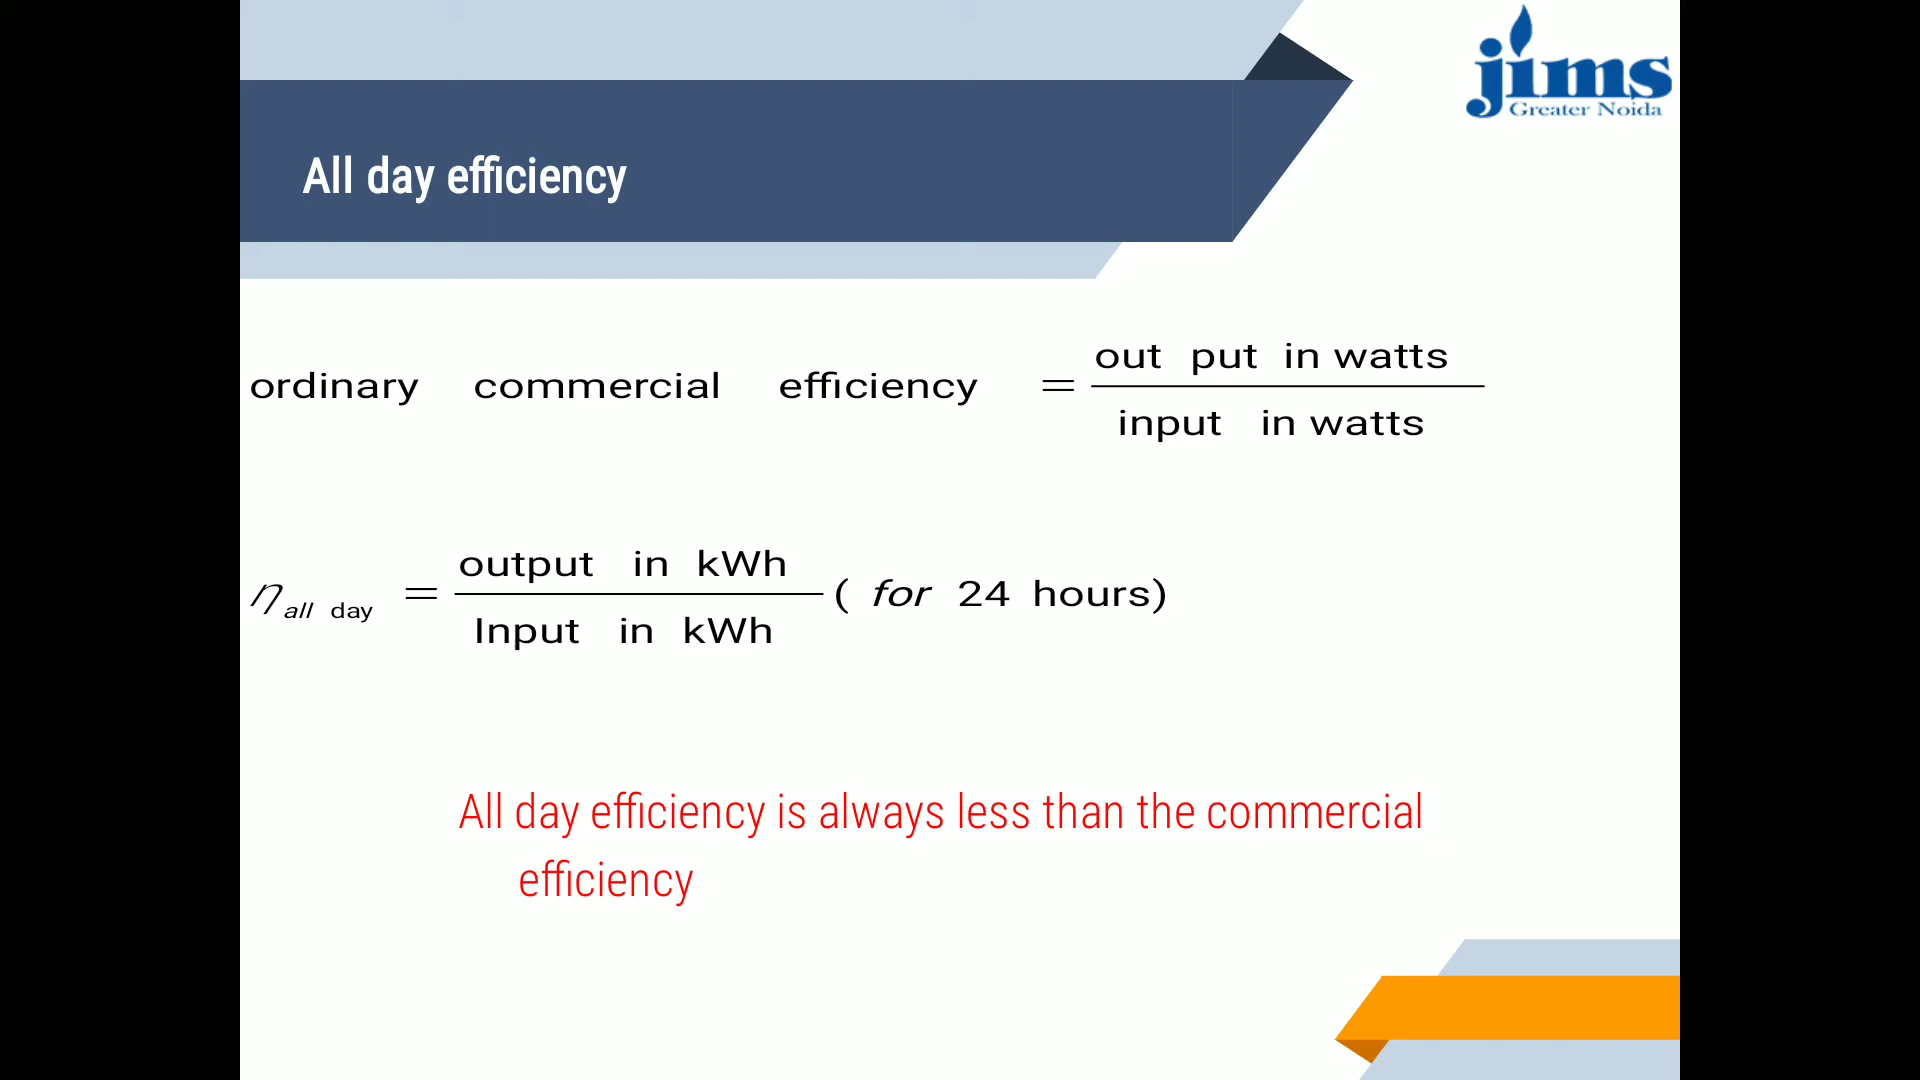 jims
Greater Noida
All day efficiency
ordinary commercial efficiency = out put in watts / input in watts
η all day = output in kWh / Input in kWh ( for 24 hours)
All day efficiency is always less than the commercial
efficiency